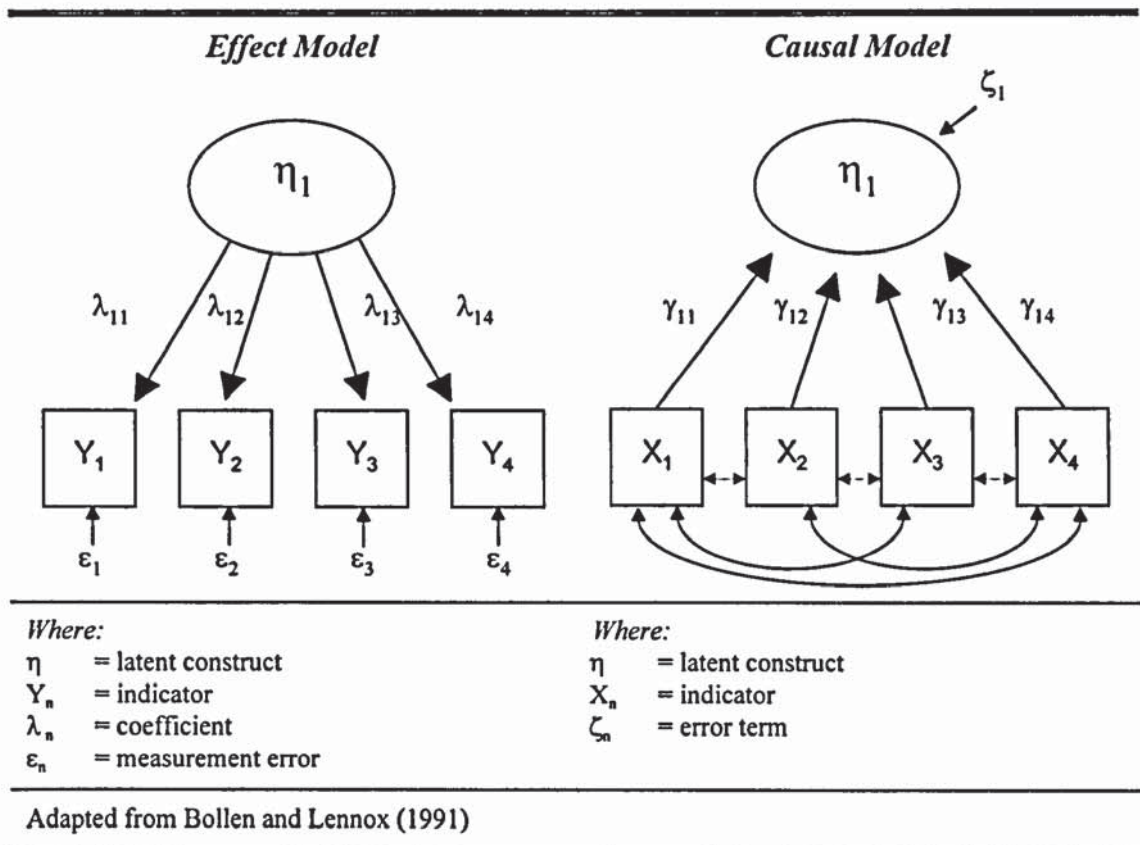 Effect Model Causal Model
ζ1
η1 η1
λ11 λ12 λ13 λ14 γ11 γ12 γ13 γ14
Y1 Y2 Y3 Y4 X1 X2 X3 X4
ε1 ε2 ε3 ε4
Where: Where:
η = latent construct η = latent construct
Yn = indicator Xn = indicator
λn = coefficient ζn = error term
εn = measurement error
Adapted from Bollen and Lennox (1991)